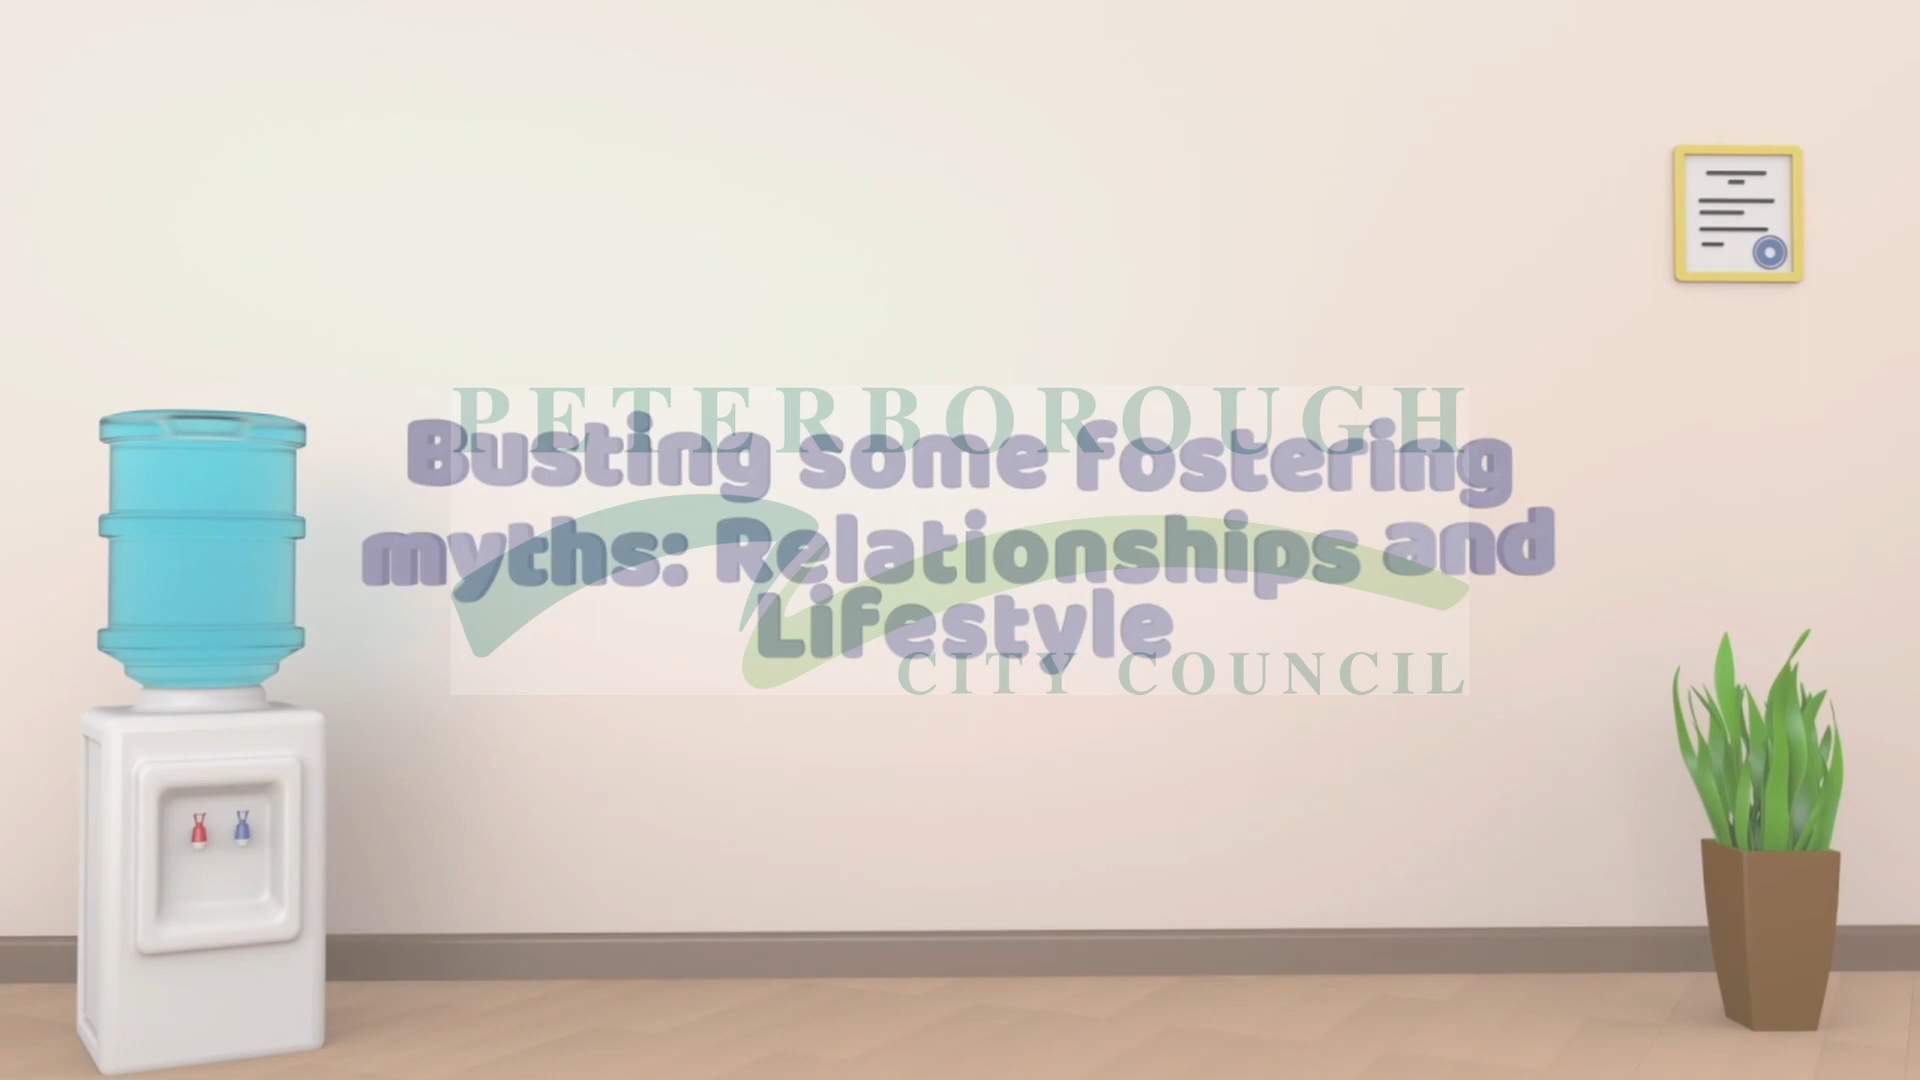 PETERBOROUGH
Busting some fostering
myths: Relationships and
Lifestyle
CITY COUNCIL